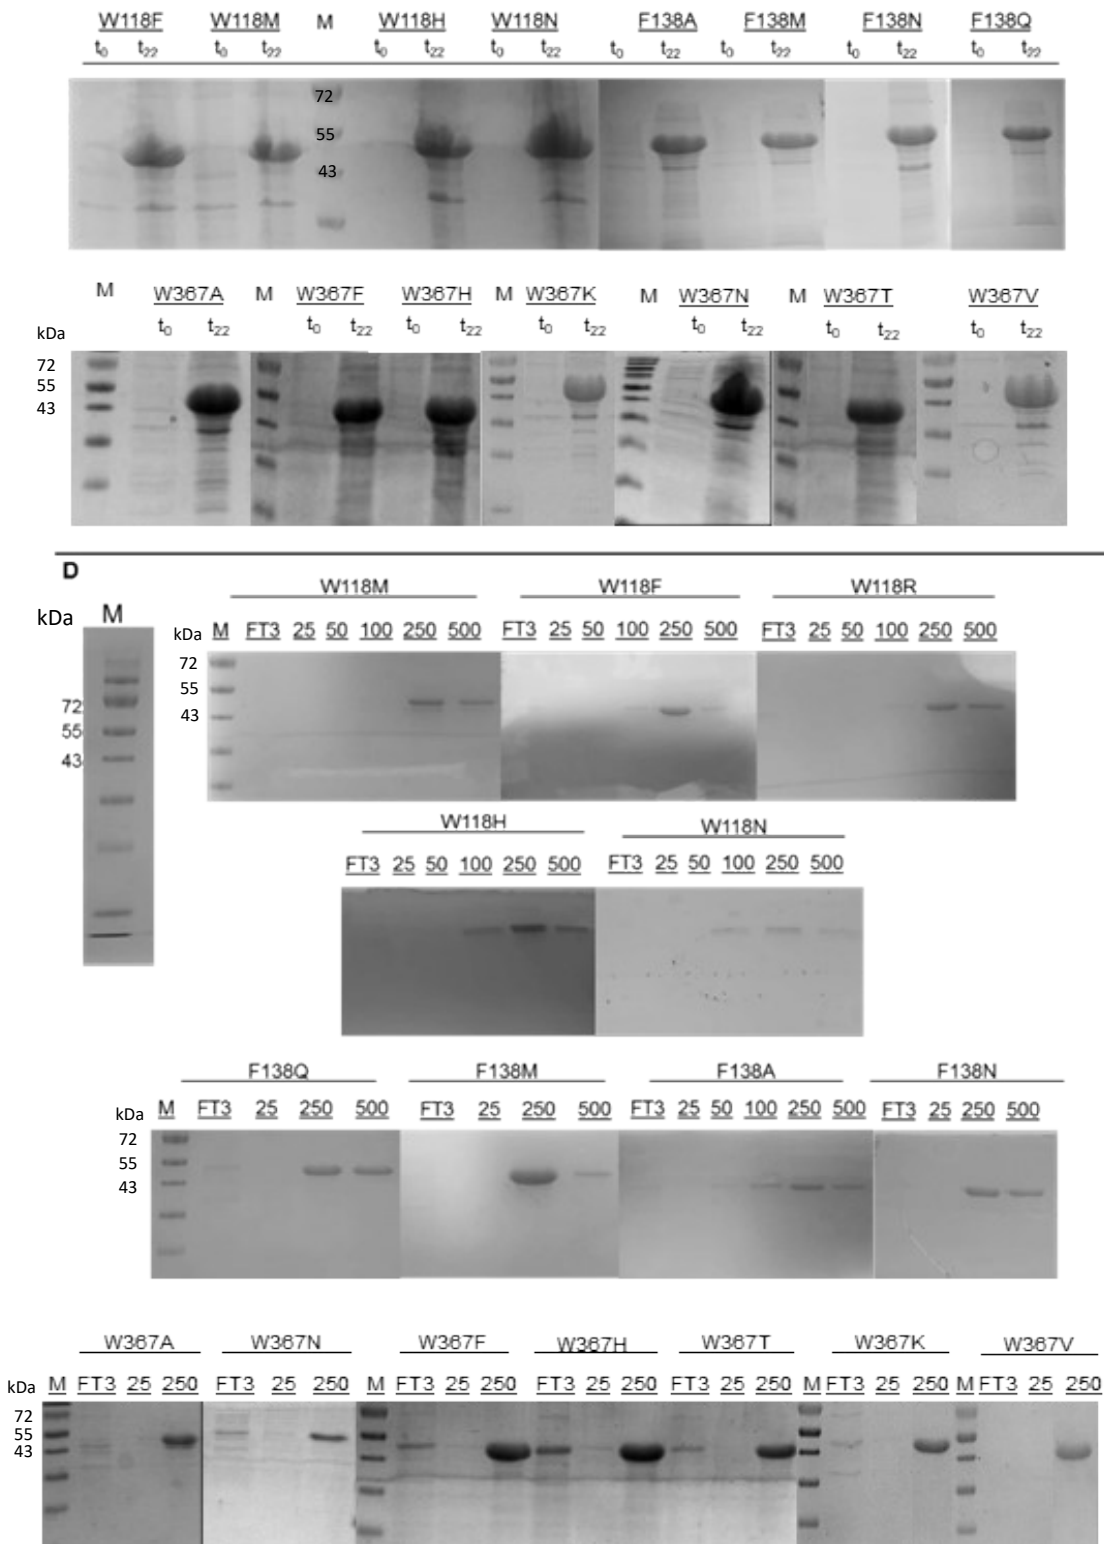 W118F W118M M W118H W118N F138A F138M F138N F138Q
t0 t22 t0 t22 t0 t22 t0 t22 t0 t22 t0 t22 t0 t22 t0 t22
72
55
43
M W367A M W367F W367H M W367K M W367N M W367T W367V
kDa t0 t22 t0 t22 t0 t22 t0 t22 t0 t22 t0 t22 t0 t22
72
55
43
D
W118M W118F W118R
kDa M
kDa M FT3 25 50 100 250 500 FT3 25 50 100 250 500 FT3 25 50 100 250 500
72
55
43
72
55
43
W118H W118N
FT3 25 50 100 250 500 FT3 25 50 100 250 500
F138Q F138M F138A F138N
kDa M FT3 25 250 500 FT3 25 250 500 FT3 25 50 100 250 500 FT3 25 250 500
72
55
43
W367A W367N W367F W367H W367T W367K W367V
kDa M FT3 25 250 FT3 25 250 M FT3 25 250 FT3 25 250 FT3 25 250 M FT3 25 250 M FT3 25 250
72
55
43